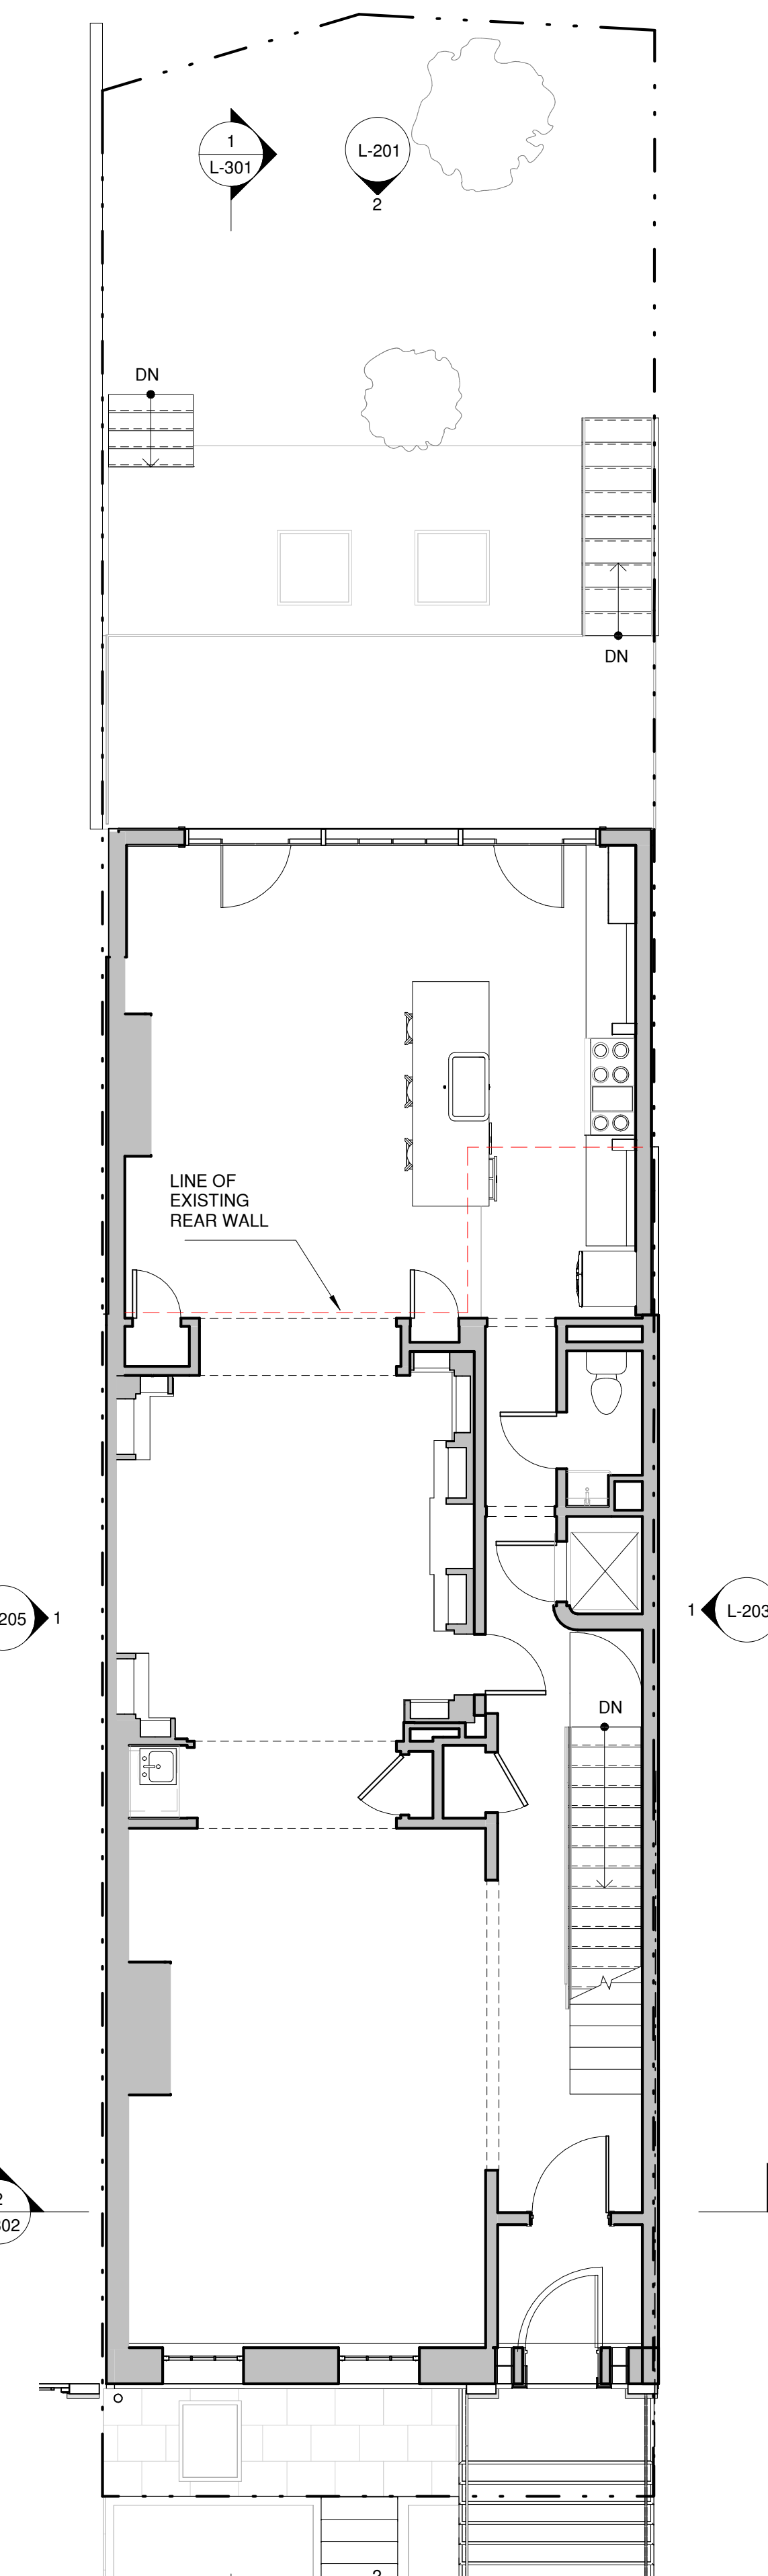 1
L-301
L-201
2
DN
DN
LINE OF
EXISTING
REAR WALL
205
1
1
L-203
DN
2
302
2